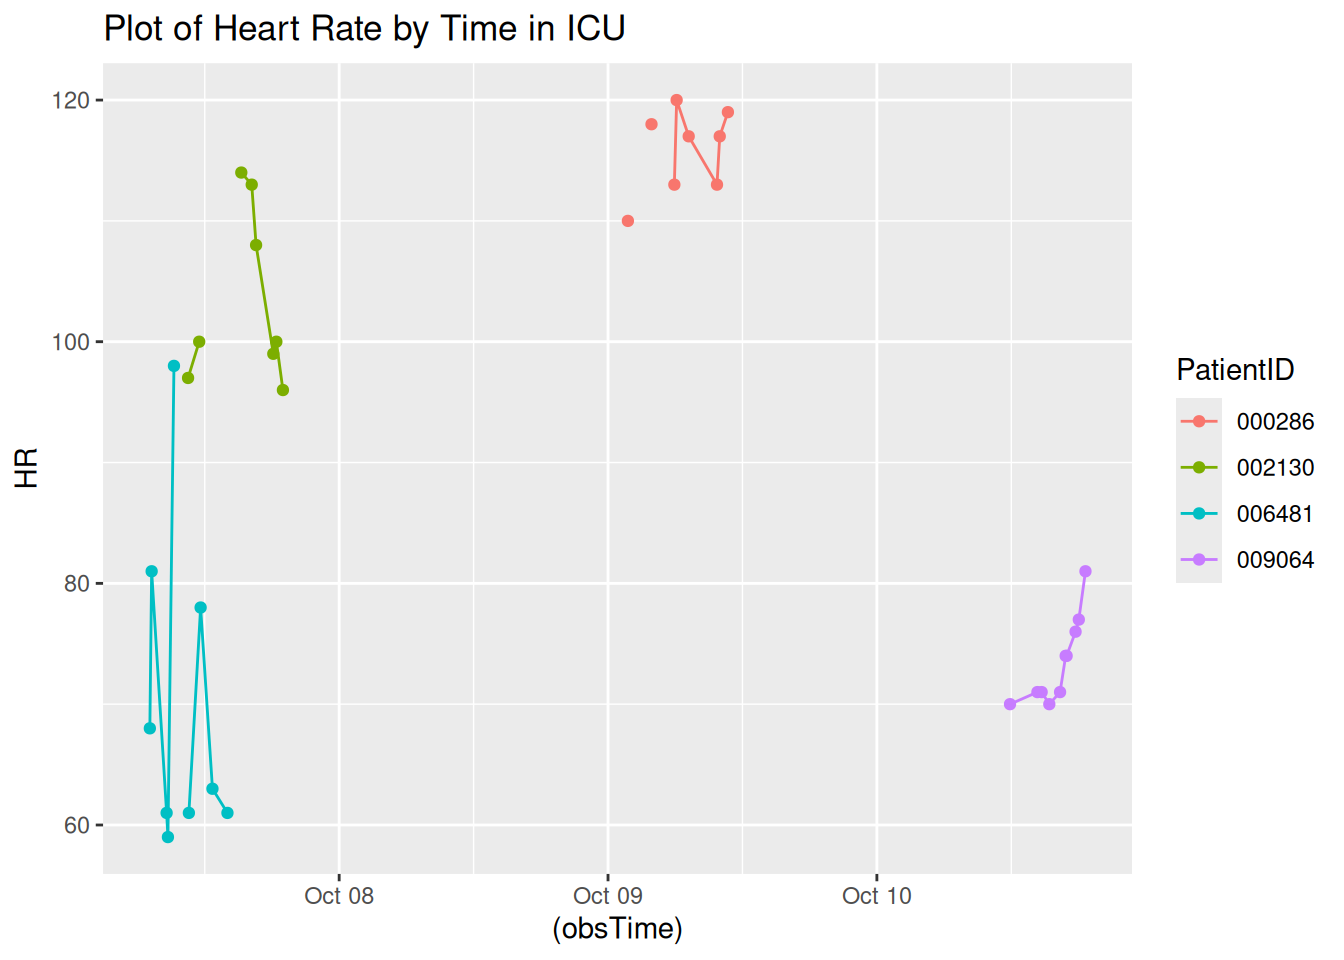 Plot of Heart Rate by Time in ICU
120
100
80
60
HR
Oct 08
Oct 09
Oct 10
(obsTime)
PatientID
000286
002130
006481
009064